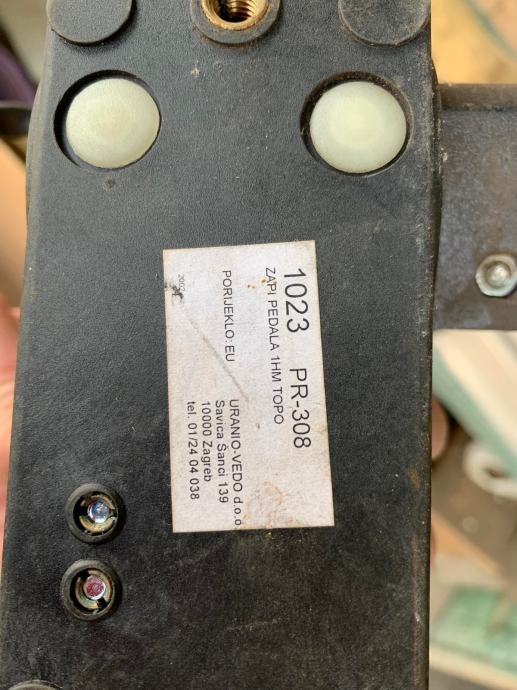 1023 PR-308
ZAPI PEDALA 1HM TOPO
PORIJEKLO: EU
URANIO-VEDO d.o.o
Savica Šanci 139
10000 Zagreb
tel. 01/24 04 038